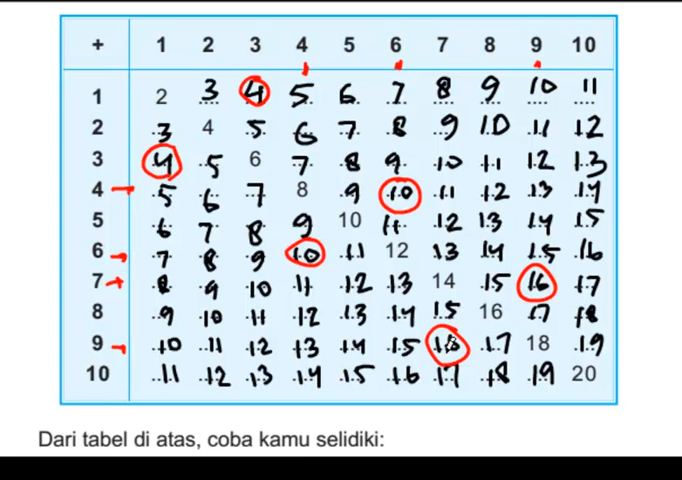 + 1 2 3 4 5 6 7 8 9 10
1 2 3 4 5 6 7 8 9 10 11
2 3 4 5 6 7 8 9 10 11 12
3 4 5 6 7 8 9 10 11 12 13
4 5 6 7 8 9 10 11 12 13 14
5 6 7 8 9 10 11 12 13 14 15
6 7 8 9 10 11 12 13 14 15 16
7 8 9 10 11 12 13 14 15 16 17
8 9 10 11 12 13 14 15 16 17 18
9 10 11 12 13 14 15 16 17 18 19
10 11 12 13 14 15 16 17 18 19 20
Dari tabel di atas, coba kamu selidiki: